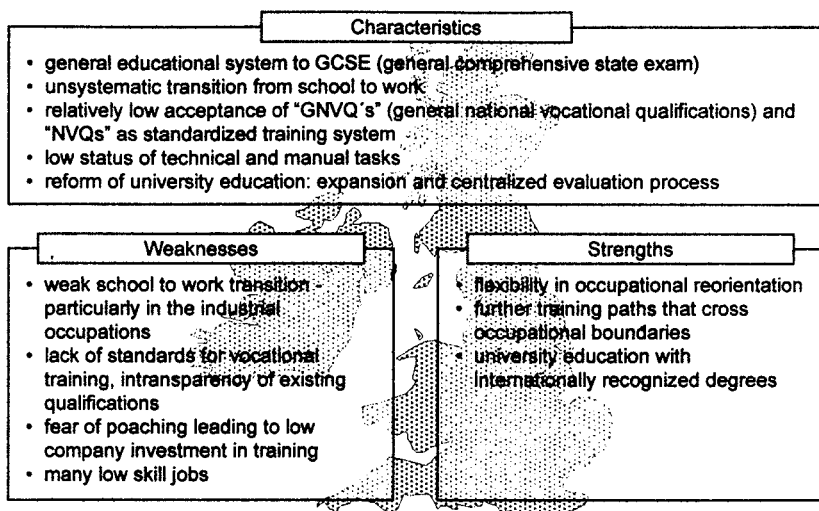 Characteristics
• general educational system to GCSE (general comprehensive state exam)
• unsystematic transition from school to work
• relatively low acceptance of "GNVQ´s" (general national vocational qualifications) and
"NVQs" as standardized training system
• low status of technical and manual tasks
• reform of university education: expansion and centralized evaluation process
Weaknesses
• weak school to work transition -
particularly in the industrial
occupations
• lack of standards for vocational
training, intransparency of existing
qualifications
• fear of poaching leading to low
company investment in training
• many low skill jobs
Strengths
• flexibility in occupational reorientation
• further training paths that cross
occupational boundaries
• university education with
internationally recognized degrees